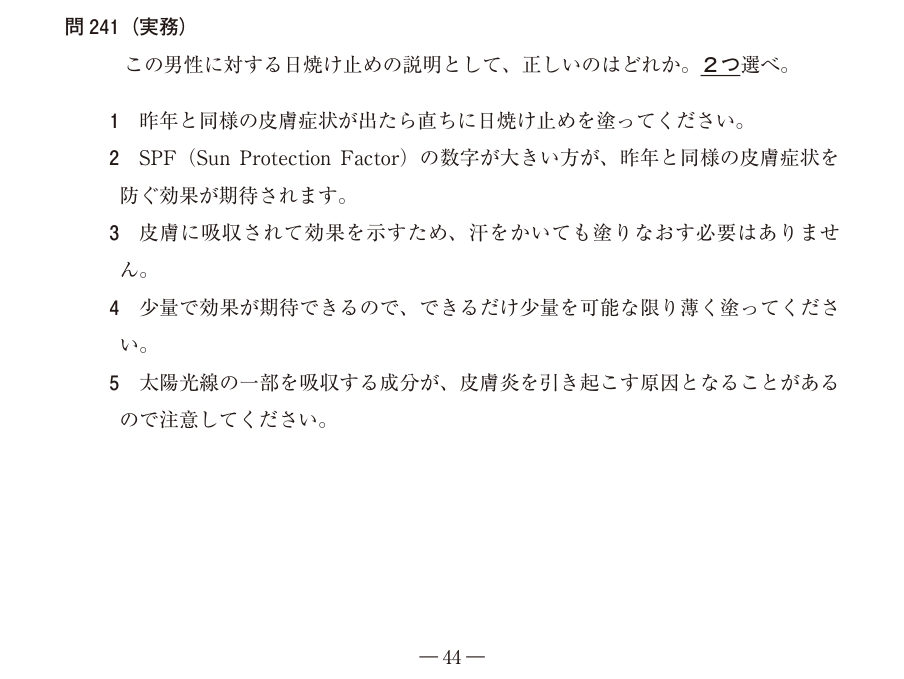 問 241（実務）
この男性に対する日焼け止めの説明として、正しいのはどれか。２つ選べ。
1 昨年と同様の皮膚症状が出たら直ちに日焼け止めを塗ってください。
2 SPF（Sun Protection Factor）の数字が大きい方が、昨年と同様の皮膚症状を
防ぐ効果が期待されます。
3 皮膚に吸収されて効果を示すため、汗をかいても塗りなおす必要はありませ
ん。
4 少量で効果が期待できるので、できるだけ少量を可能な限り薄く塗ってくださ
い。
5 太陽光線の一部を吸収する成分が、皮膚炎を引き起こす原因となることがある
ので注意してください。
— 44 —